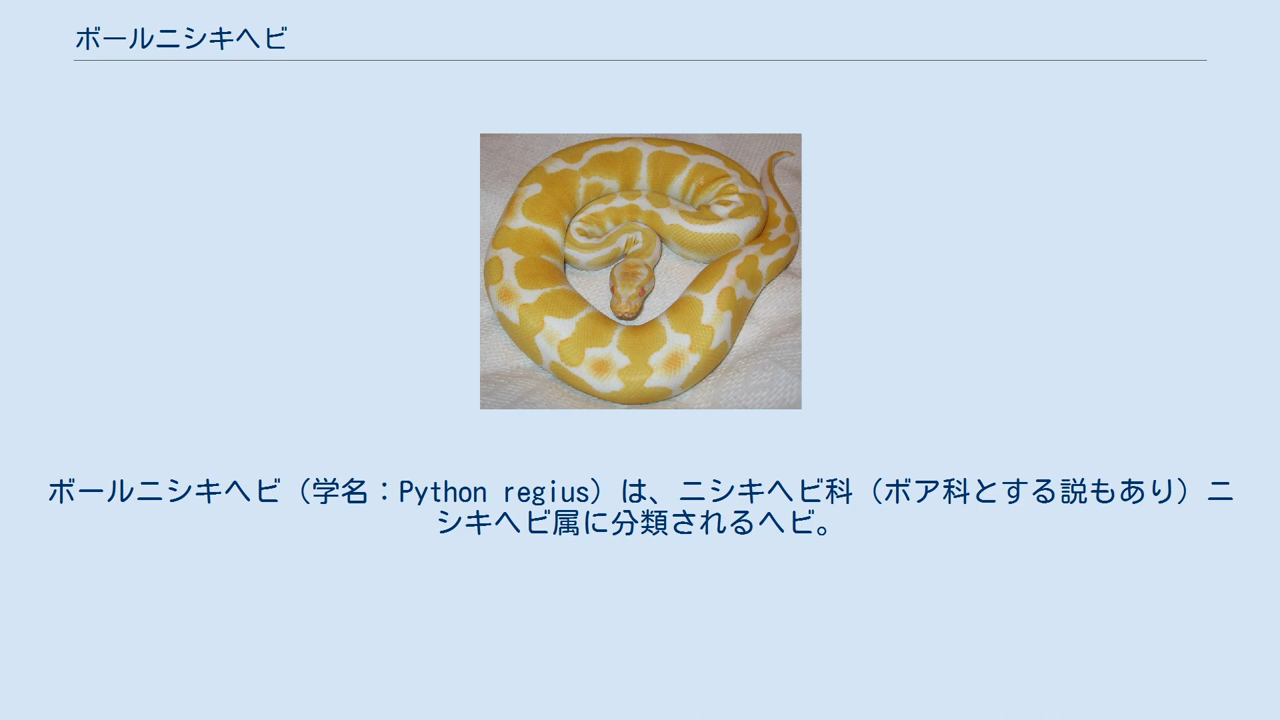 ボールニシキヘビ
ボールニシキヘビ（学名：Python regius）は、ニシキヘビ科（ボア科とする説もあり）ニ
シキヘビ属に分類されるヘビ。